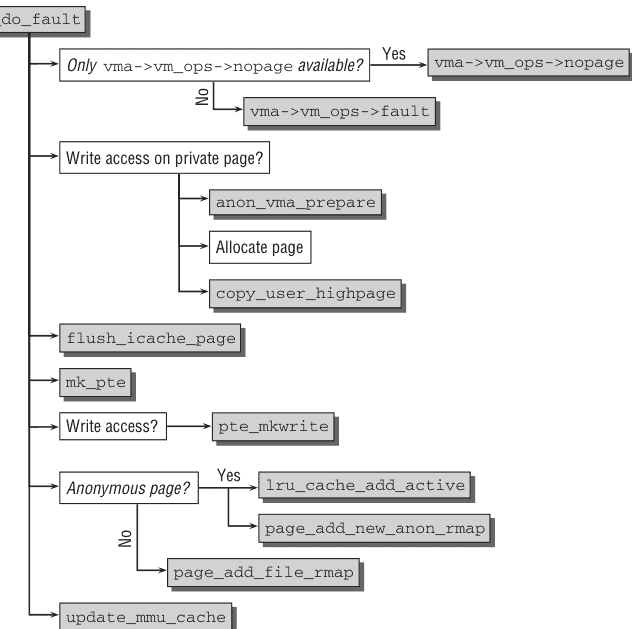 _do_fault
Only vma->vm_ops->nopage available?
Yes
vma->vm_ops->nopage
No
vma->vm_ops->fault
Write access on private page?
anon_vma_prepare
Allocate page
copy_user_highpage
flush_icache_page
mk_pte
Write access?
pte_mkwrite
Anonymous page?
Yes
lru_cache_add_active
page_add_new_anon_rmap
No
page_add_file_rmap
update_mmu_cache